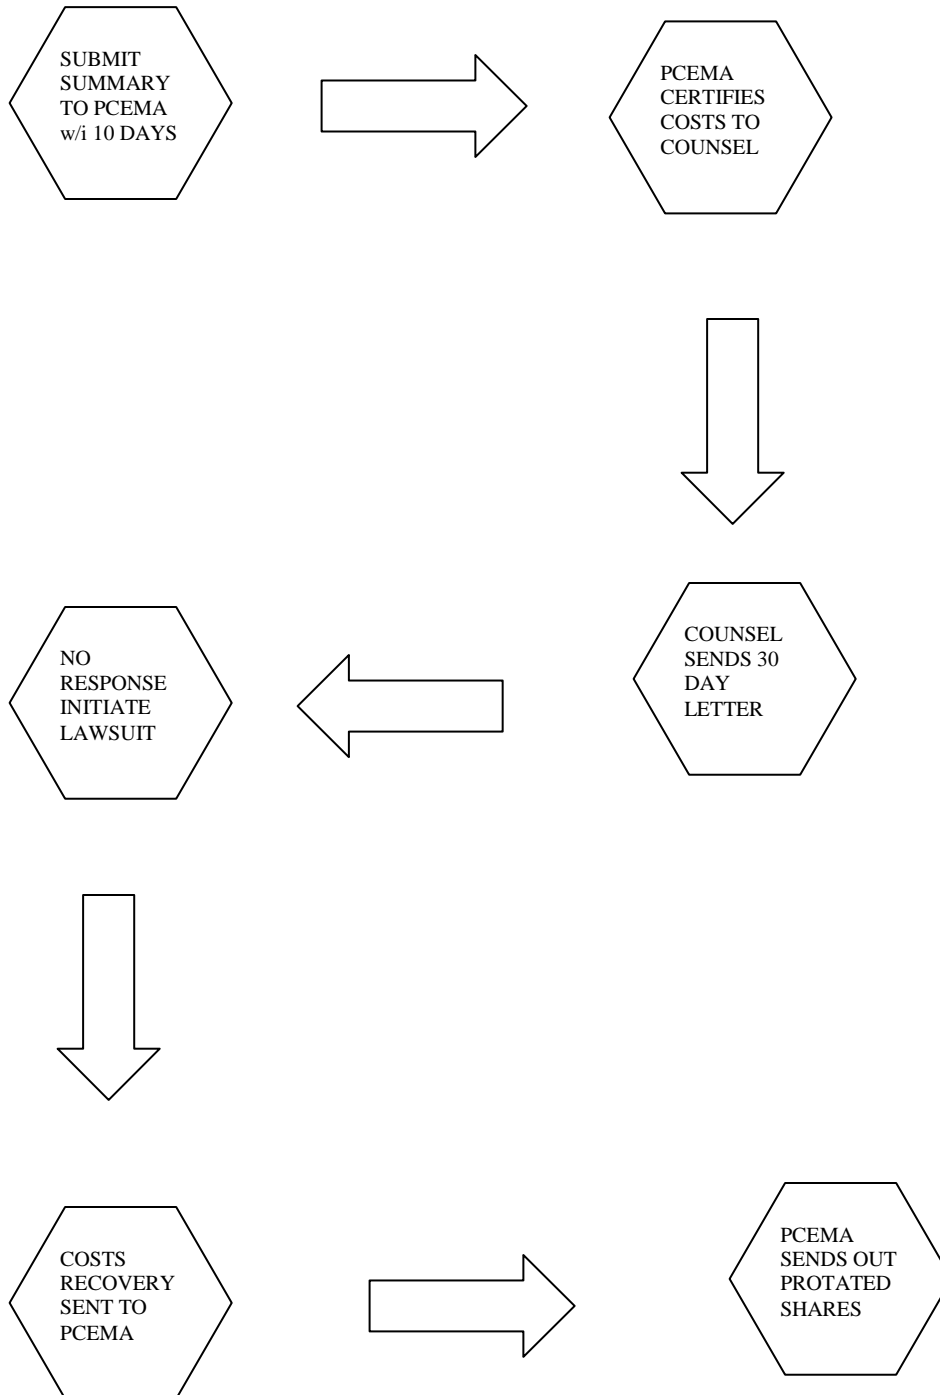 SUBMIT
SUMMARY
TO PCEMA
w/i 10 DAYS
PCEMA
CERTIFIES
COSTS TO
COUNSEL
COUNSEL
SENDS 30
DAY
LETTER
NO
RESPONSE
INITIATE
LAWSUIT
COSTS
RECOVERY
SENT TO
PCEMA
PCEMA
SENDS OUT
PROTATED
SHARES